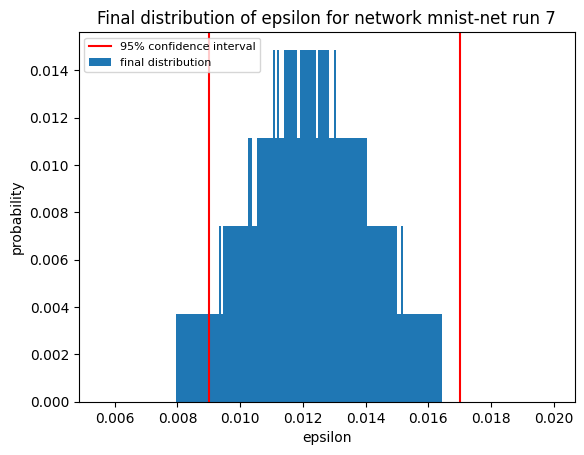 Final distribution of epsilon for network mnist-net run 7
95% confidence interval
final distribution
0.014
0.012
0.010
0.008
0.006
0.004
0.002
0.000
probability
0.006 0.008 0.010 0.012 0.014 0.016 0.018 0.020
epsilon